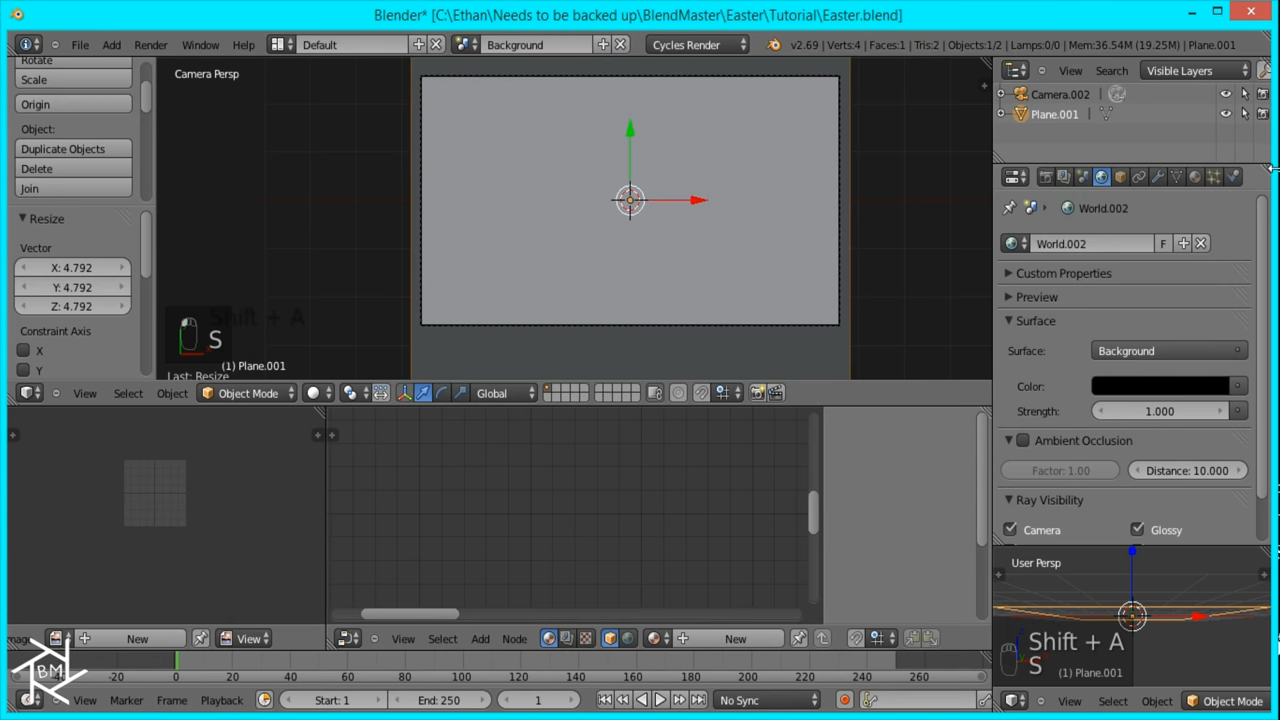 Blender* [C:\Ethan\Needs to be backed up\BlendMaster\Easter\Tutorial\Easter.blend]
File Add Render Window Help Default Background Cycles Render v2.69 | Verts:4 | Faces:1 | Tris:2 | Objects:1/2 | Lamps:0/0 | Mem:36.54M (19.25M) | Plane.001
Rotate
Scale
Origin
Object:
Duplicate Objects
Delete
Join
Resize
Vector
X: 4.792
Y: 4.792
Z: 4.792
Constraint Axis
X
Y
Camera Persp
Shift + A
S
(1) Plane.001
Last: Resize
View Select Object Object Mode Global
View Search Visible Layers
Camera.002
Plane.001
World.002
World.002 F
Custom Properties
Preview
Surface
Surface: Background
Color:
Strength: 1.000
Ambient Occlusion
Factor: 1.00 Distance: 10.000
Ray Visibility
Camera Glossy
User Persp
Shift + A
S
(1) Plane.001
New View
View Select Add Node New
-20 0 20 40 60 80 100 120 140 160 180 200 220 240 260
BM
View Marker Frame Playback Start: 1 End: 250 1 No Sync
View Select Object Object Mode